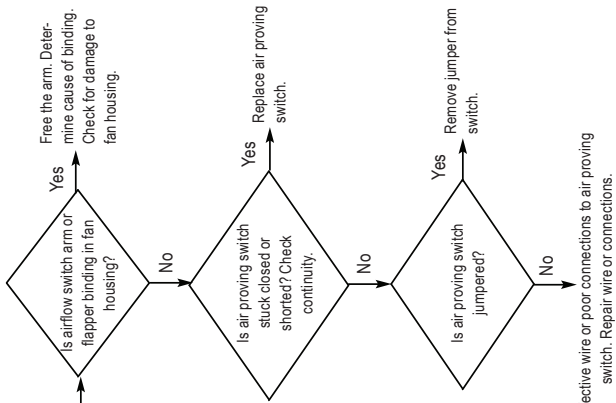 Is airflow switch arm or
flapper binding in fan
housing?
Yes
Free the arm. Deter-
mine cause of binding.
Check for damage to
fan housing.
No
Is air proving switch
stuck closed or
shorted? Check
continuity.
Yes
Replace air proving
switch.
No
Is air proving switch
jumpered?
Yes
Remove jumper from
switch.
No
wire or poor connections to air proving
switch. Repair wire or connections.